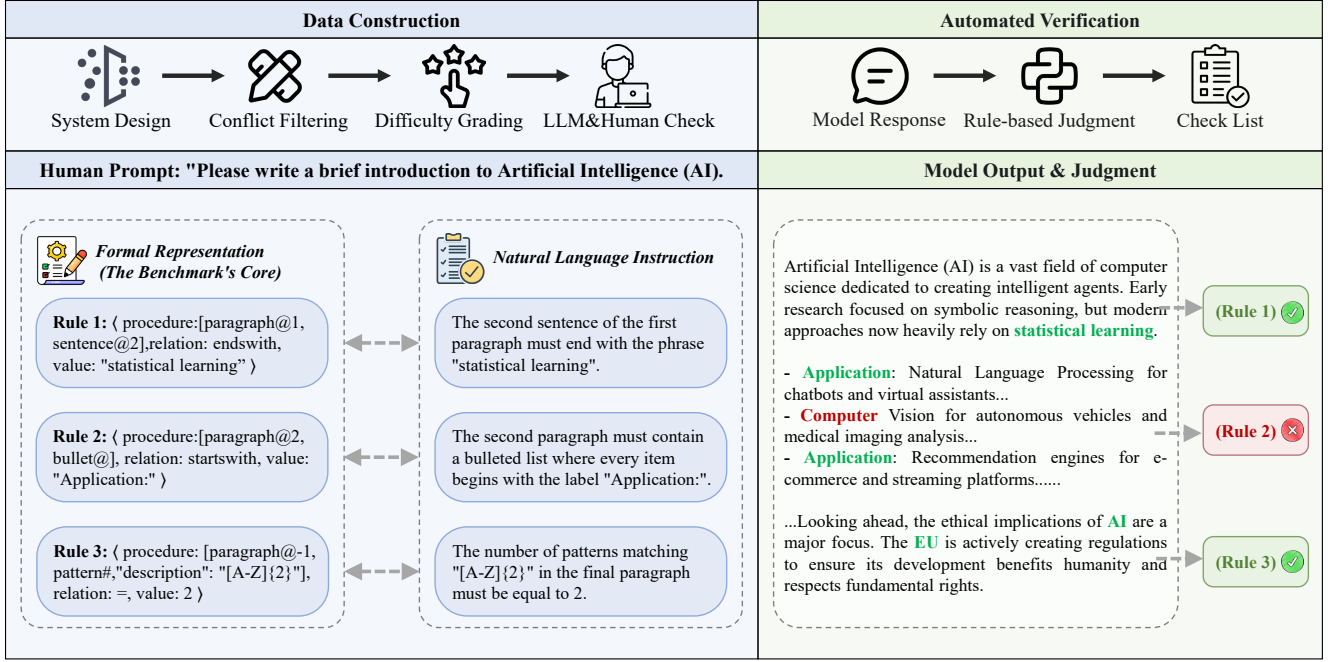 Data Construction
Automated Verification
System Design
Conflict Filtering
Difficulty Grading
LLM&Human Check
Model Response
Rule-based Judgment
Check List
Human Prompt: "Please write a brief introduction to Artificial Intelligence (AI).
Model Output & Judgment
Formal Representation
(The Benchmark's Core)
Natural Language Instruction
Rule 1: ⟨ procedure:[paragraph@1,
sentence@2],relation: endswith,
value: "statistical learning” ⟩
The second sentence of the first
paragraph must end with the phrase
"statistical learning".
Rule 2: ⟨ procedure:[paragraph@2,
bullet@], relation: startswith, value:
"Application:" ⟩
The second paragraph must contain
a bulleted list where every item
begins with the label "Application:".
Rule 3: ⟨ procedure: [paragraph@-1,
pattern#,"description": "[A-Z]{2}"],
relation: =, value: 2 ⟩
The number of patterns matching
"[A-Z]{2}" in the final paragraph
must be equal to 2.
Artificial Intelligence (AI) is a vast field of computer
science dedicated to creating intelligent agents. Early
research focused on symbolic reasoning, but modern
approaches now heavily rely on statistical learning.
- Application: Natural Language Processing for
chatbots and virtual assistants...
- Computer Vision for autonomous vehicles and
medical imaging analysis...
- Application: Recommendation engines for e-
commerce and streaming platforms......
...Looking ahead, the ethical implications of AI are a
major focus. The EU is actively creating regulations
to ensure its development benefits humanity and
respects fundamental rights.
(Rule 1)
(Rule 2)
(Rule 3)